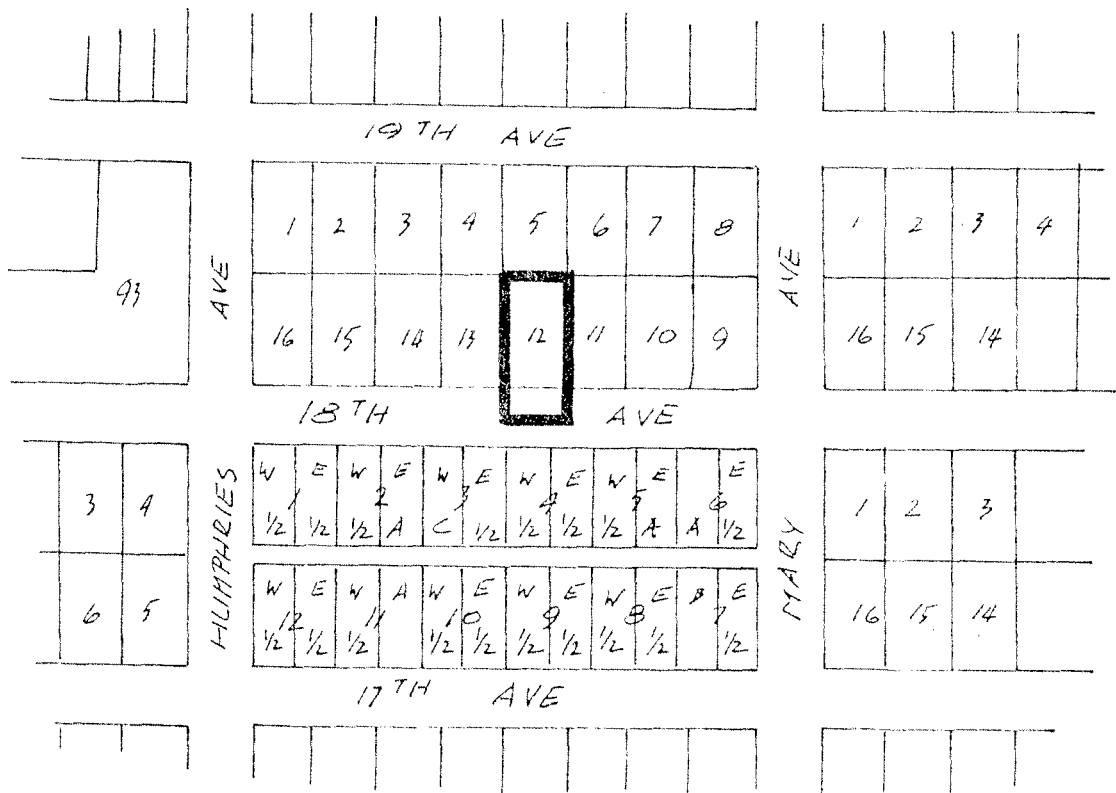 19TH AVE
1 2 3 4 5 6 7 8
1 2 3 4
93
AVE
AVE
16 15 14 13 12 11 10 9
16 15 14
18TH AVE
HUMPHRIES
MARY
W E W E W E W E W E E
3 4
1 2 3 4 5 6
1 2 3
1/2 1/2 1/2 A C 1/2 1/2 1/2 1/2 A A 1/2
W E W A W E W E W E B E
6 5
12 11 10 9 8 7
16 15 14
1/2 1/2 1/2 1/2 1/2 1/2 1/2 1/2 1/2 1/2
17TH AVE